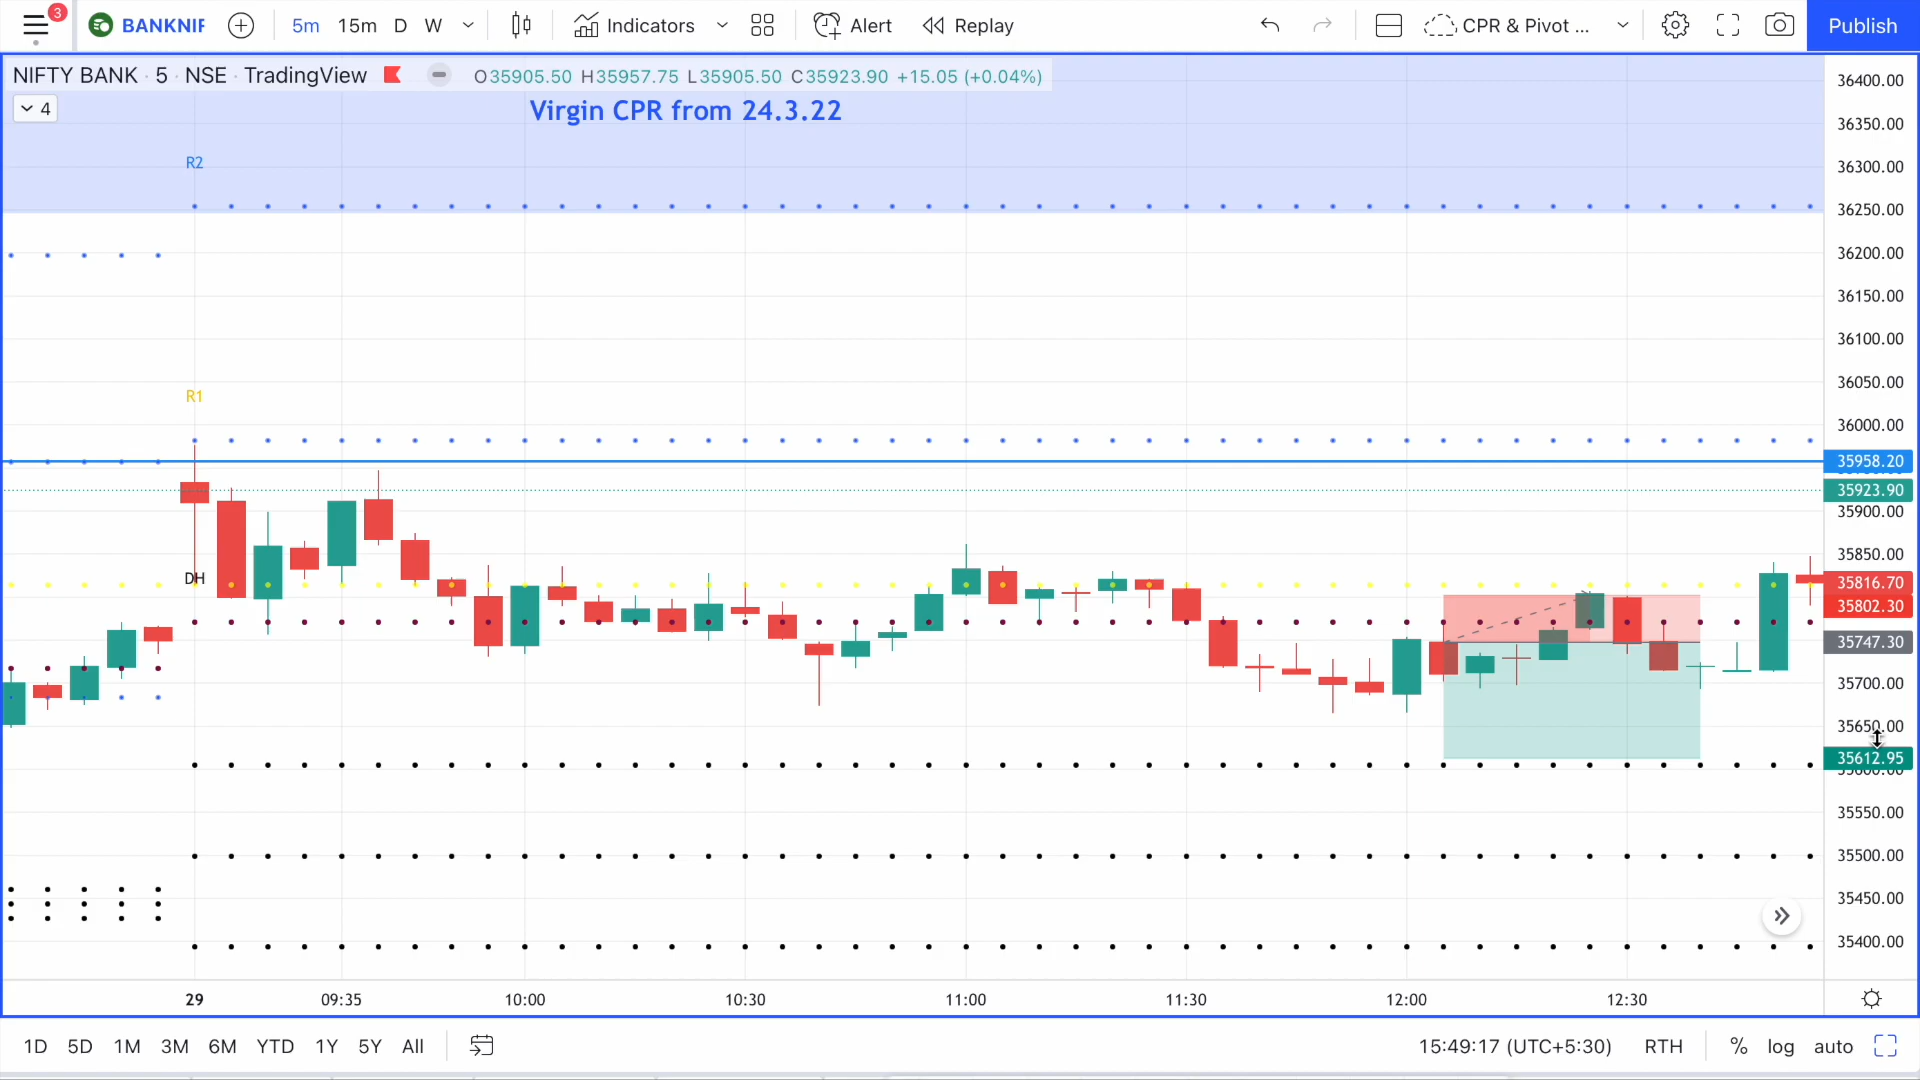 3
BANKNIF
5m 15m D W
Indicators
Alert
Replay
CPR & Pivot ...
Publish
NIFTY BANK · 5 · NSE · TradingView
O35905.50 H35957.75 L35905.50 C35923.90 +15.05 (+0.04%)
4
Virgin CPR from 24.3.22
R2
R1
DH
36400.00
36350.00
36300.00
36250.00
36200.00
36150.00
36100.00
36050.00
36000.00
35958.20
35923.90
35900.00
35850.00
35816.70
35802.30
35747.30
35700.00
35650.00
35612.95
35600.00
35550.00
35500.00
35450.00
35400.00
29 09:35 10:00 10:30 11:00 11:30 12:00 12:30
1D 5D 1M 3M 6M YTD 1Y 5Y All
15:49:17 (UTC+5:30) RTH % log auto